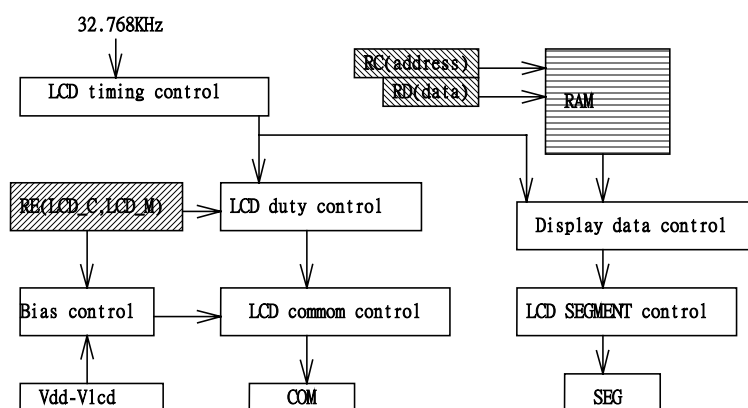 32.768KHz
RC(address)
LCD timing control
RD(data)
RAM
RE(LCD_C,LCD_M)
LCD duty control
Display data control
Bias control
LCD commom control
LCD SEGMENT control
Vdd-Vlcd
COM
SEG